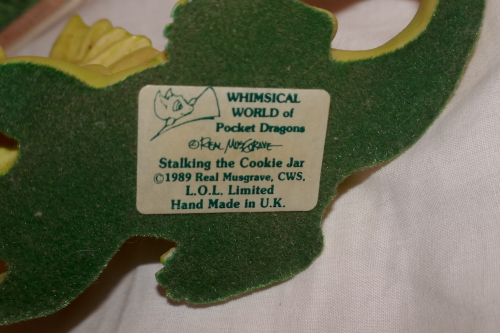 WHIMSICAL
WORLD of
Pocket Dragons
© REAL MUSGRAVE
Stalking the Cookie Jar
©1989 Real Musgrave, CWS,
L.O.L. Limited
Hand Made in U.K.